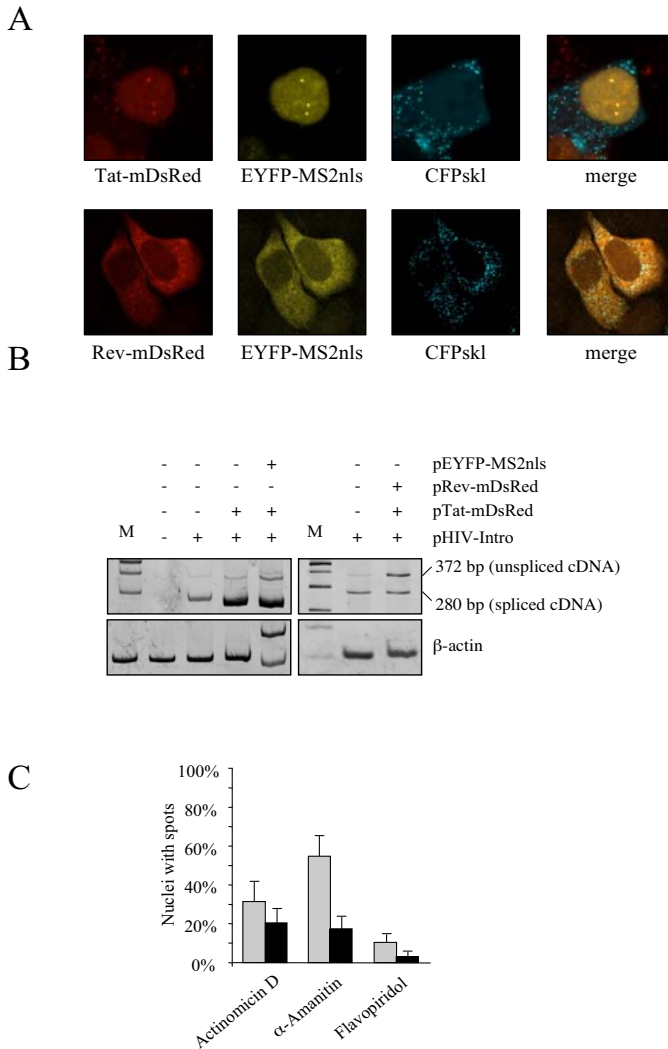 A
Tat-mDsRed EYFP-MS2nls CFPskl merge
Rev-mDsRed EYFP-MS2nls CFPskl merge
B
- - - + - - pEYFP-MS2nls
- - - - - + pRev-mDsRed
- - + + - + pTat-mDsRed
M - + + + M + + pHIV-Intro
372 bp (unspliced cDNA)
280 bp (spliced cDNA)
β-actin
C
100%
80%
60%
40%
20%
0%
Nuclei with spots
Actinomicin D
α-Amanitin
Flavopiridol